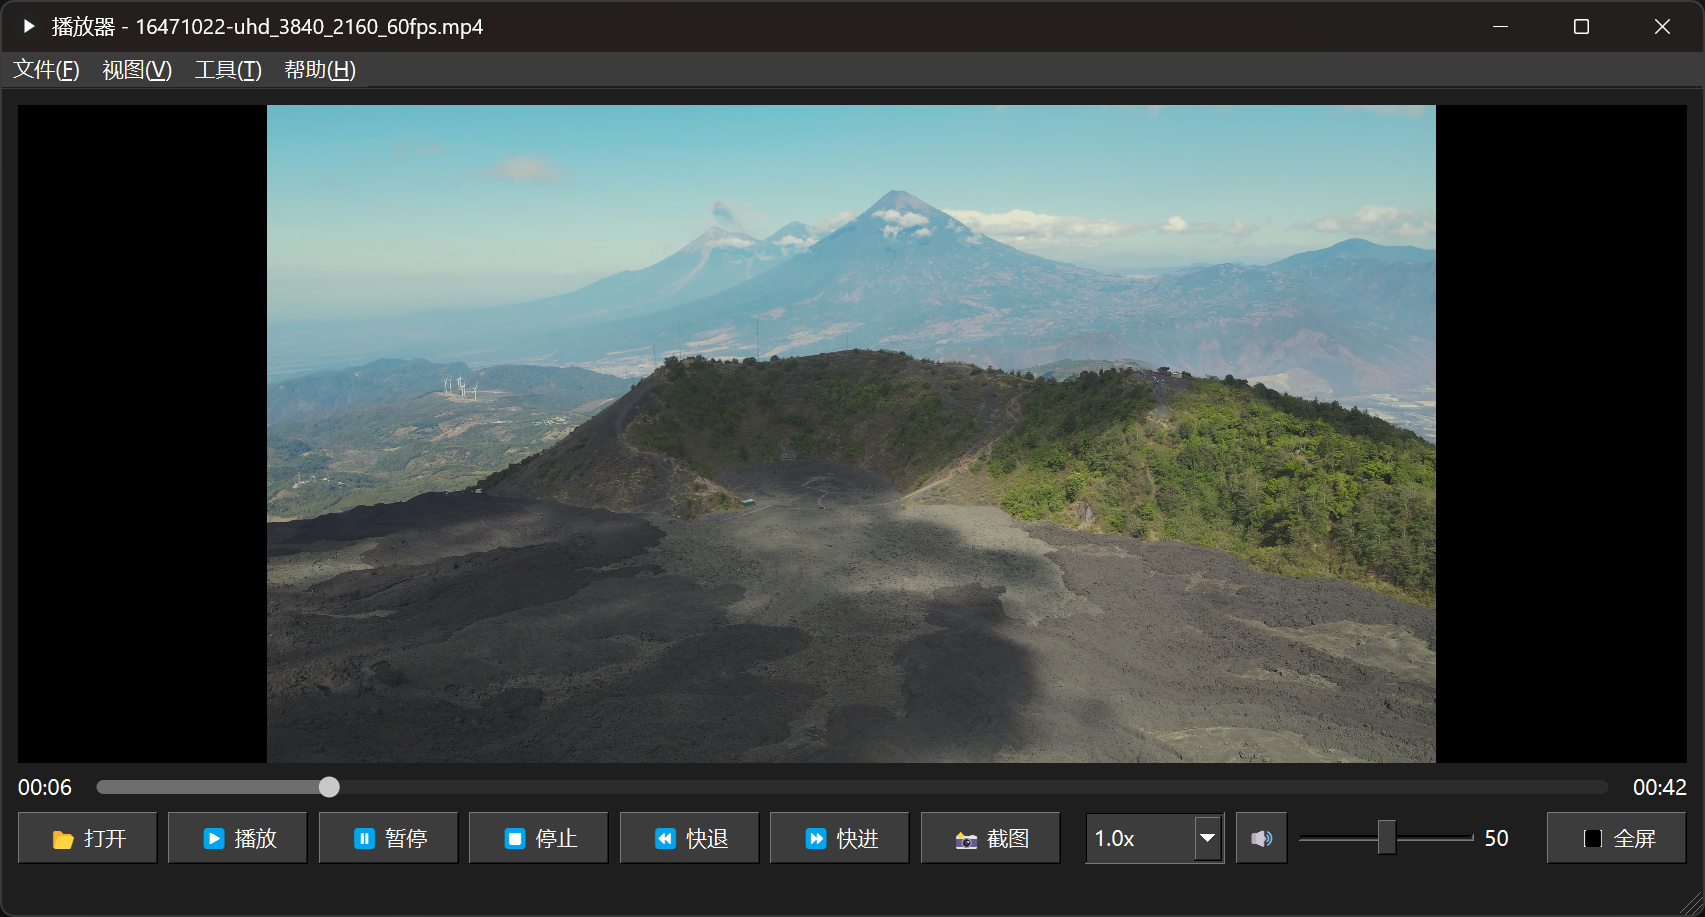 播放器 - 16471022-uhd_3840_2160_60fps.mp4
文件(F) 视图(V) 工具(T) 帮助(H)
00:06 00:42
打开 播放 暂停 停止 快退 快进 截图 1.0x 50 全屏